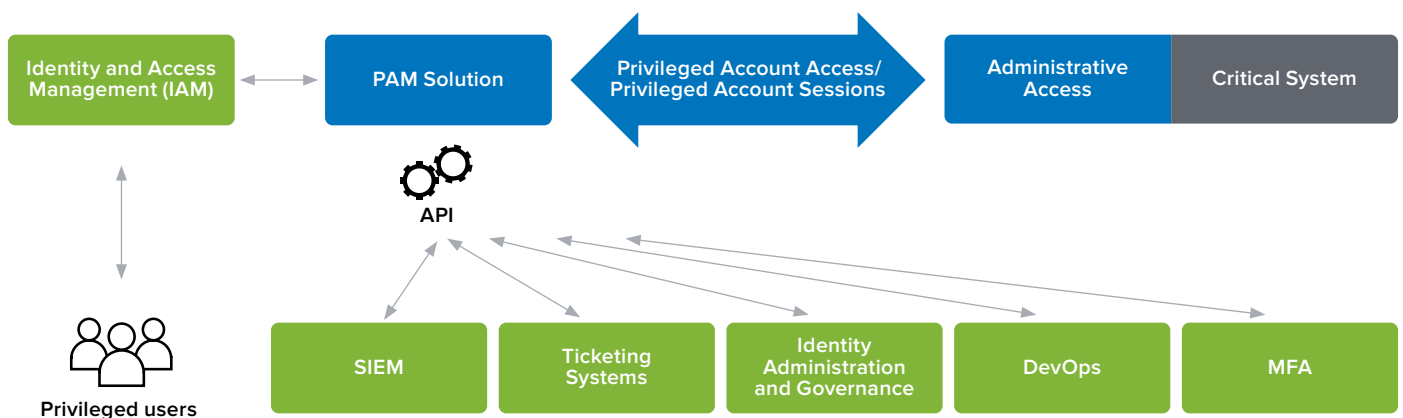 Identity and Access
Management (IAM)
PAM Solution
Privileged Account Access/
Privileged Account Sessions
Administrative
Access
Critical System
API
Privileged users
SIEM
Ticketing
Systems
Identity
Administration
and Governance
DevOps
MFA